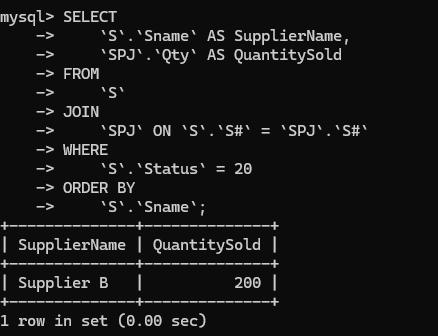 mysql> SELECT
    ->     `S`.`Sname` AS SupplierName,
    ->     `SPJ`.`Qty` AS QuantitySold
    -> FROM
    ->     `S`
    -> JOIN
    ->     `SPJ` ON `S`.`S#` = `SPJ`.`S#`
    -> WHERE
    ->     `S`.`Status` = 20
    -> ORDER BY
    ->     `S`.`Sname`;
+--------------+--------------+
| SupplierName | QuantitySold |
+--------------+--------------+
| Supplier B   |          200 |
+--------------+--------------+
1 row in set (0.00 sec)